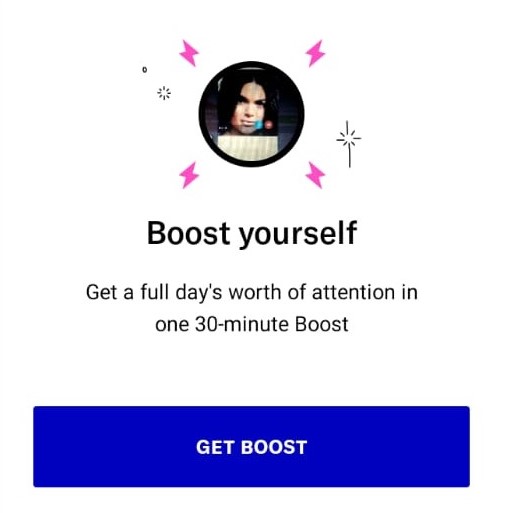 Boost yourself
Get a full day's worth of attention in
one 30-minute Boost
GET BOOST